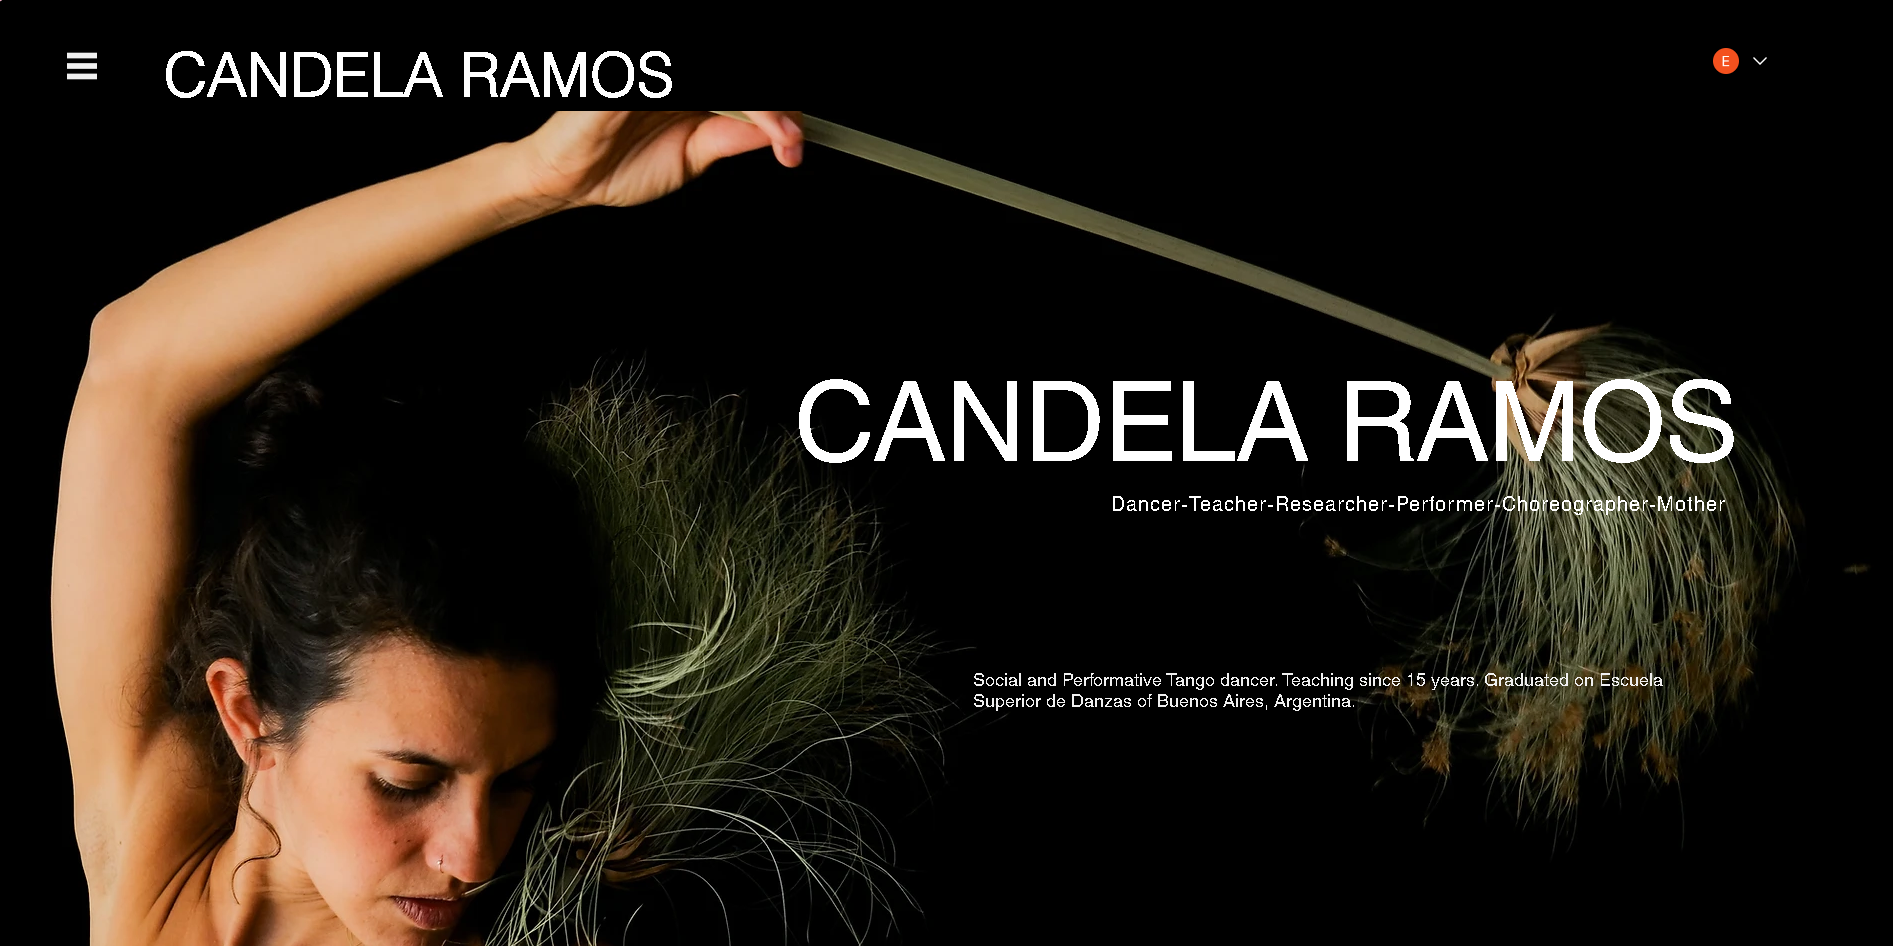 CANDELA RAMOS
E
CANDELA RAMOS
Dancer-Teacher-Researcher-Performer-Choreographer-Mother
Social and Performative Tango dancer. Teaching since 15 years. Graduated on Escuela
Superior de Danzas of Buenos Aires, Argentina.